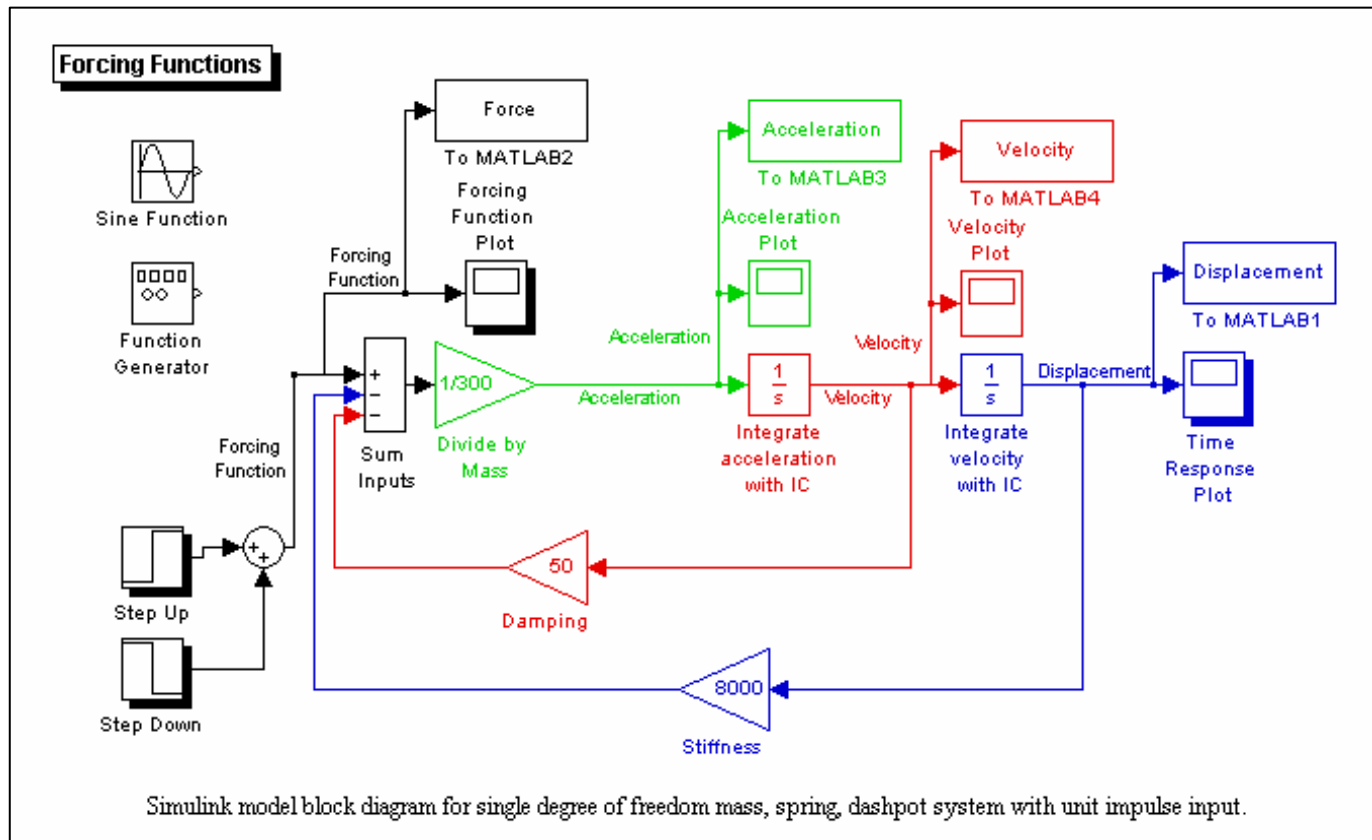 Forcing Functions
Force
To MATLAB2
Acceleration
To MATLAB3
Velocity
To MATLAB4
Sine Function
Forcing
Function
Plot
Acceleration
Plot
Velocity
Plot
Displacement
To MATLAB1
Forcing
Function
Function
Generator
Acceleration
Velocity
+
−
−
1/300
Acceleration
1
s
Velocity
1
s
Displacement
Sum
Inputs
Divide by
Mass
Integrate
acceleration
with IC
Integrate
velocity
with IC
Time
Response
Plot
Forcing
Function
+
+
Step Up
50
Damping
Step Down
8000
Stiffness
Simulink model block diagram for single degree of freedom mass, spring, dashpot system with unit impulse input.